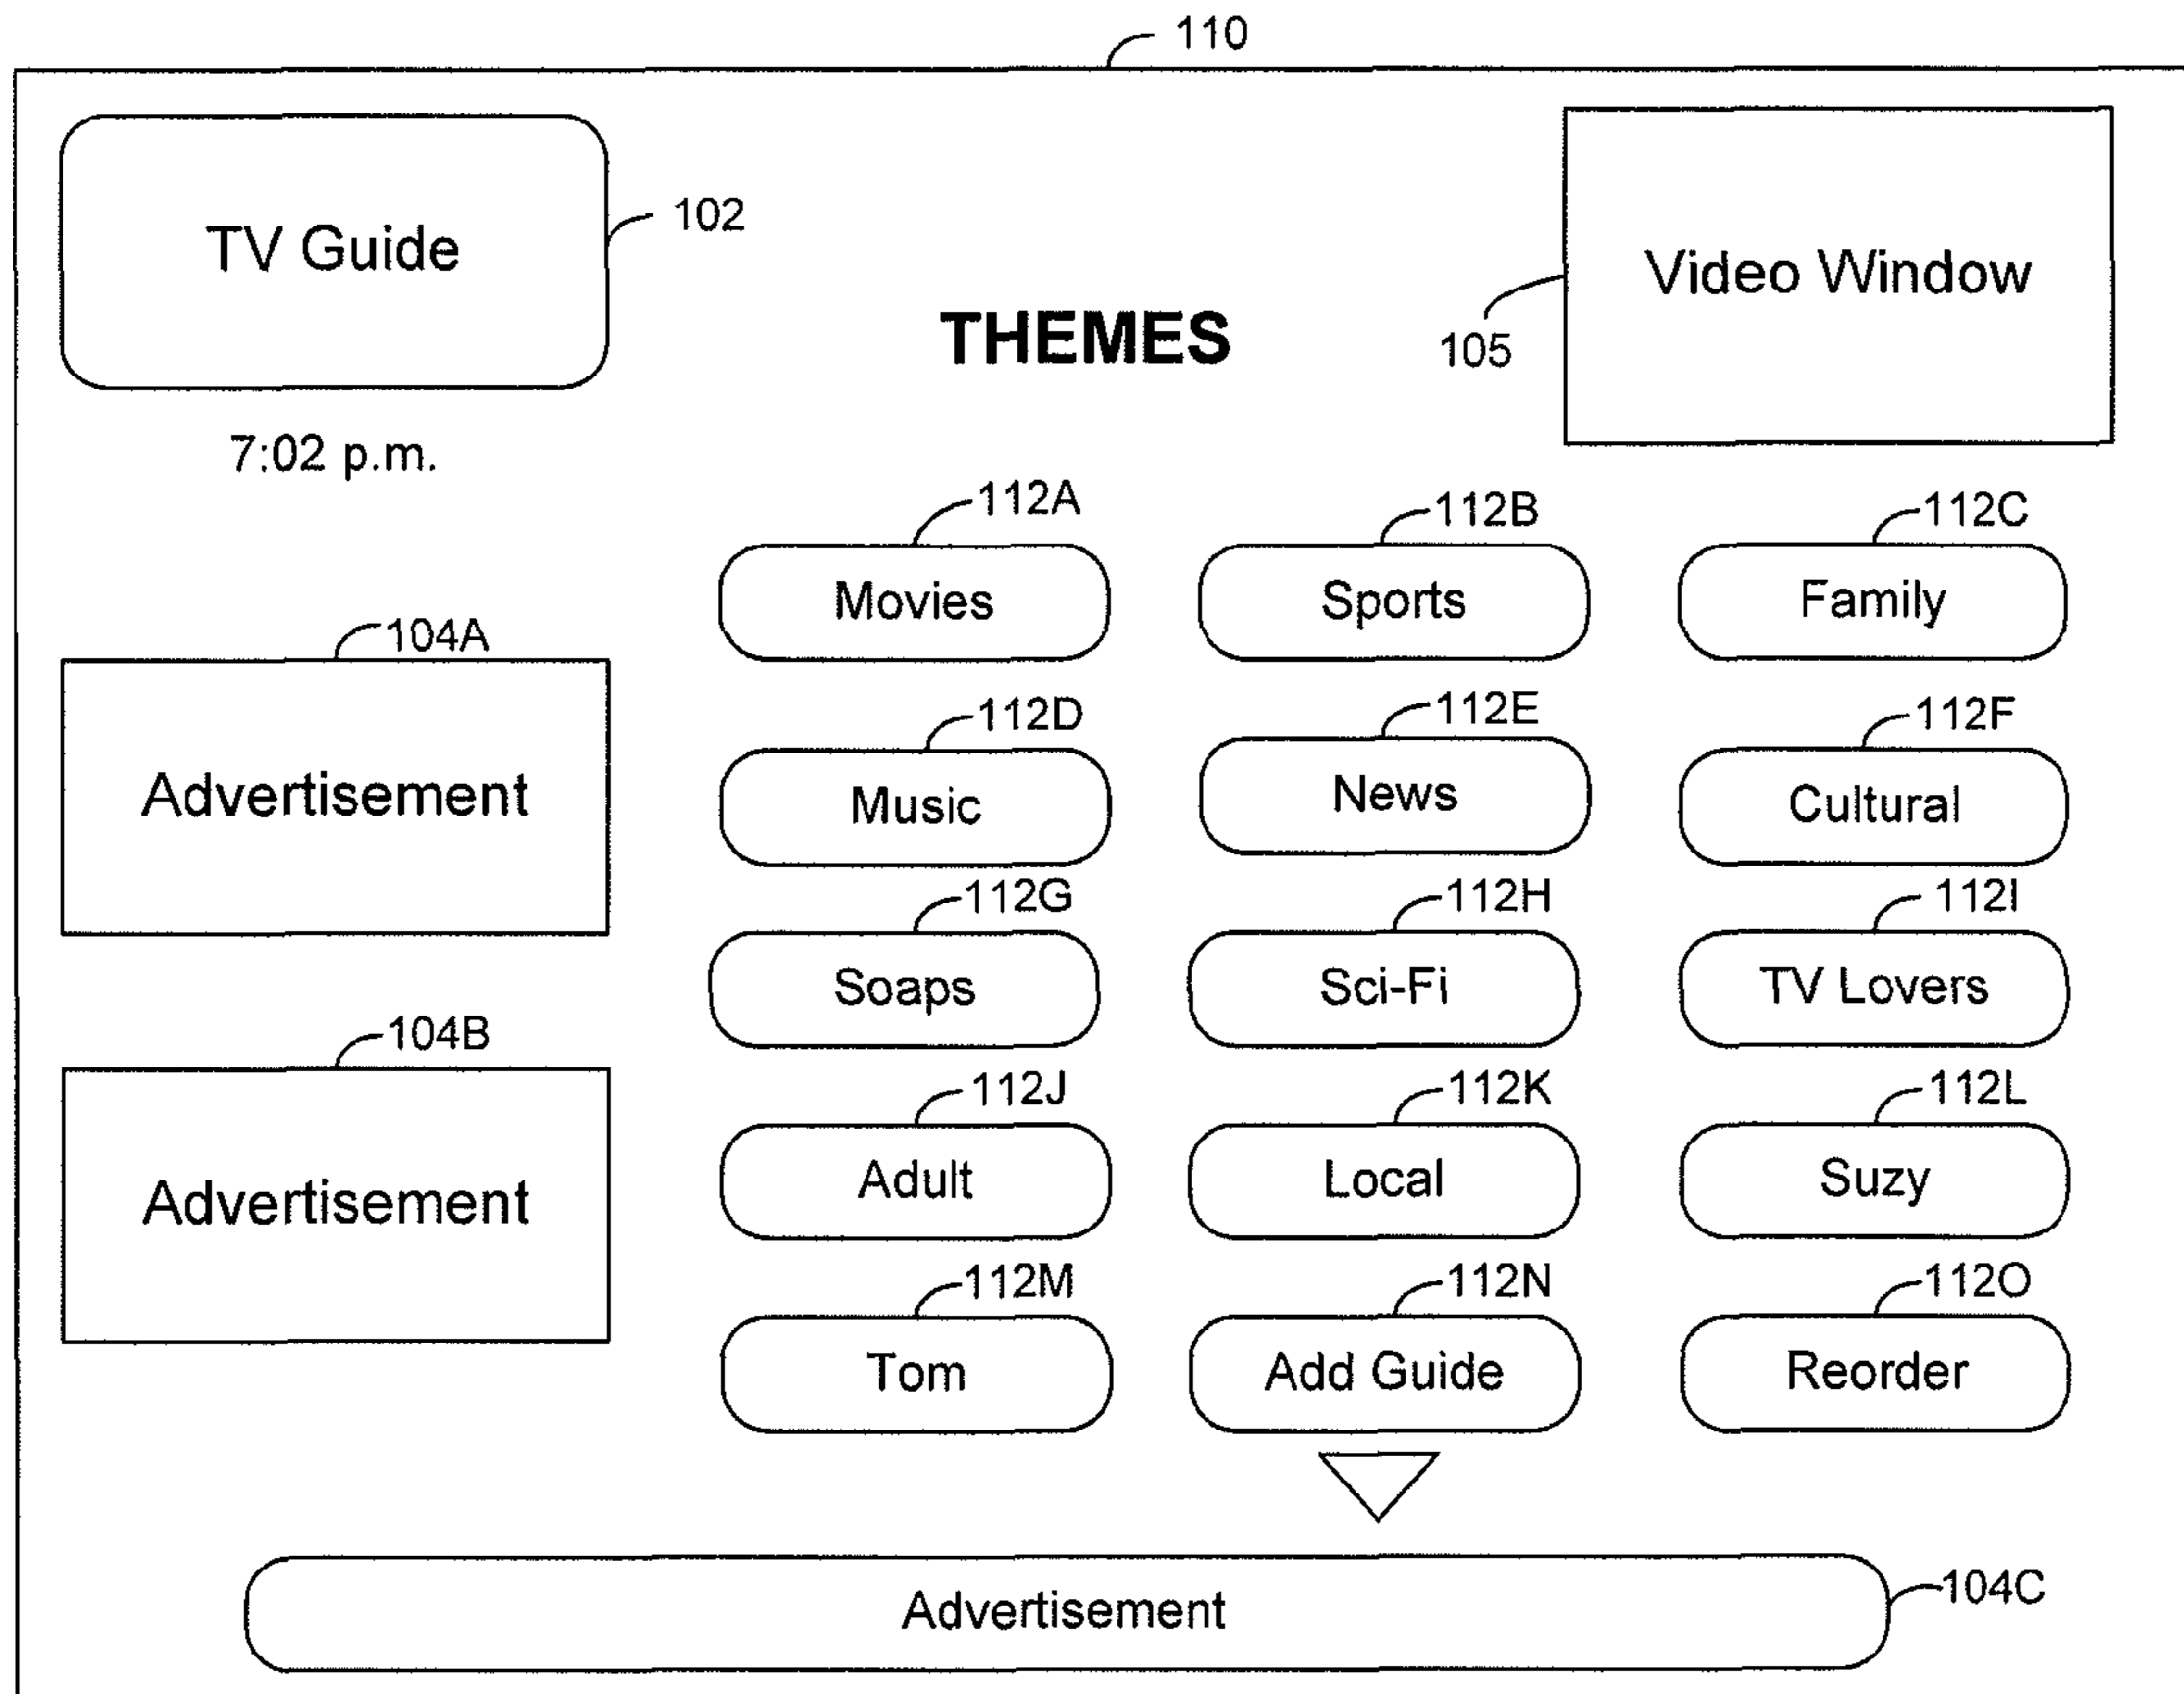 110
TV Guide
102
Video Window
105
THEMES
7:02 p.m.
112A
112B
112C
Movies
Sports
Family
104A
112D
112E
112F
Advertisement
Music
News
Cultural
112G
112H
112I
Soaps
Sci-Fi
TV Lovers
104B
112J
112K
112L
Advertisement
Adult
Local
Suzy
112M
112N
112O
Tom
Add Guide
Reorder
Advertisement
104C